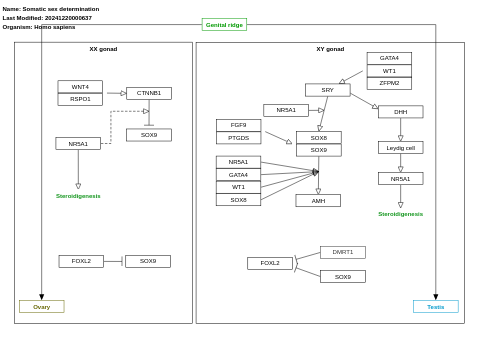 Name: Somatic sex determination
Last Modified: 20241220000637
Organism: Homo sapiens
Genital ridge
XX gonad
XY gonad
WNT4
RSPO1
CTNNB1
SOX9
NR5A1
Steroidigenesis
FOXL2
SOX9
Ovary
GATA4
WT1
ZFPM2
SRY
NR5A1
DHH
FGF9
PTGDS
SOX8
SOX9
Leydig cell
NR5A1
GATA4
WT1
SOX8
NR5A1
AMH
Steroidigenesis
DMRT1
FOXL2
SOX9
Testis